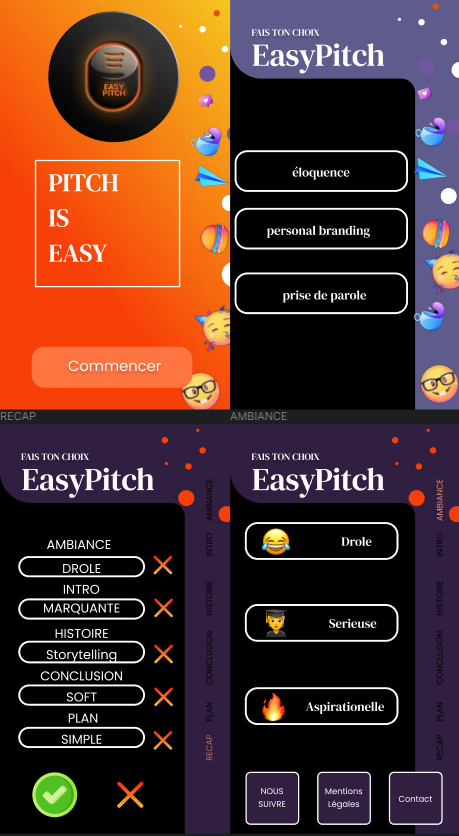 EASY
PITCH
PITCH
IS
EASY
Commencer
FAIS TON CHOIX
EasyPitch
éloquence
personal branding
prise de parole
RECAP
FAIS TON CHOIX
EasyPitch
AMBIANCE
DROLE
INTRO
MARQUANTE
HISTOIRE
Storytelling
CONCLUSION
SOFT
PLAN
SIMPLE
AMBIANCE
INTRO
HISTOIRE
CONCLUSION
PLAN
RECAP
AMBIANCE
FAIS TON CHOIX
EasyPitch
Drole
Serieuse
Aspirationelle
AMBIANCE
INTRO
HISTOIRE
CONCLUSION
PLAN
RECAP
NOUS
SUIVRE
Mentions
Légales
Contact